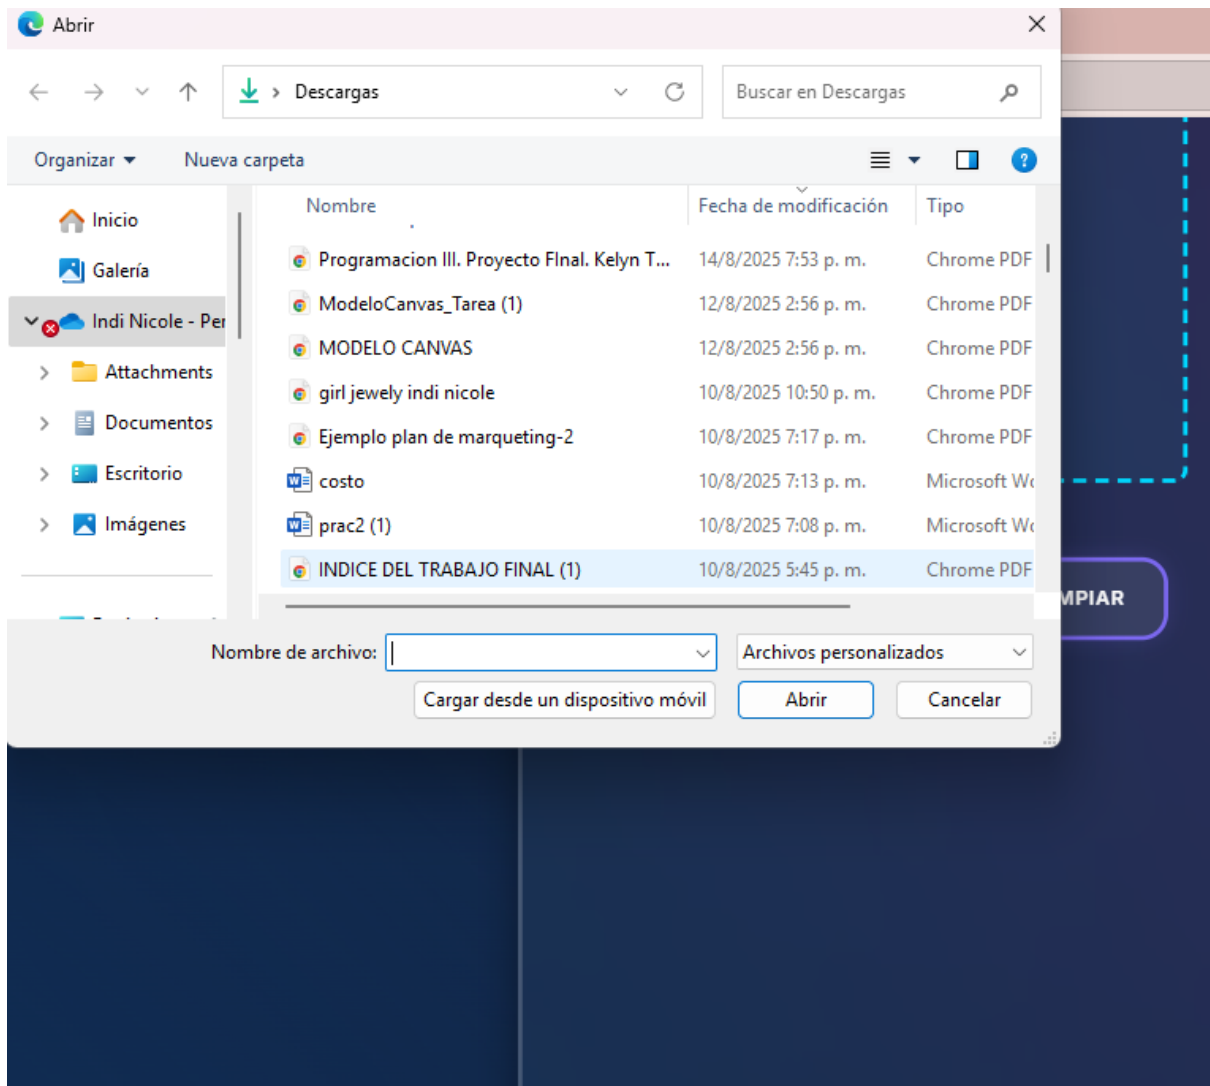 Abrir
Descargas
Buscar en Descargas
Organizar
Nueva carpeta
Nombre
Fecha de modificación
Tipo
Inicio
Galería
Indi Nicole - Per
Attachments
Documentos
Escritorio
Imágenes
Programacion III. Proyecto FInal. Kelyn T... 14/8/2025 7:53 p. m. Chrome PDF
ModeloCanvas_Tarea (1) 12/8/2025 2:56 p. m. Chrome PDF
MODELO CANVAS 12/8/2025 2:56 p. m. Chrome PDF
girl jewely indi nicole 10/8/2025 10:50 p. m. Chrome PDF
Ejemplo plan de marqueting-2 10/8/2025 7:17 p. m. Chrome PDF
costo 10/8/2025 7:13 p. m. Microsoft Wo
prac2 (1) 10/8/2025 7:08 p. m. Microsoft Wo
INDICE DEL TRABAJO FINAL (1) 10/8/2025 5:45 p. m. Chrome PDF
MPIAR
Nombre de archivo:
Archivos personalizados
Cargar desde un dispositivo móvil
Abrir
Cancelar